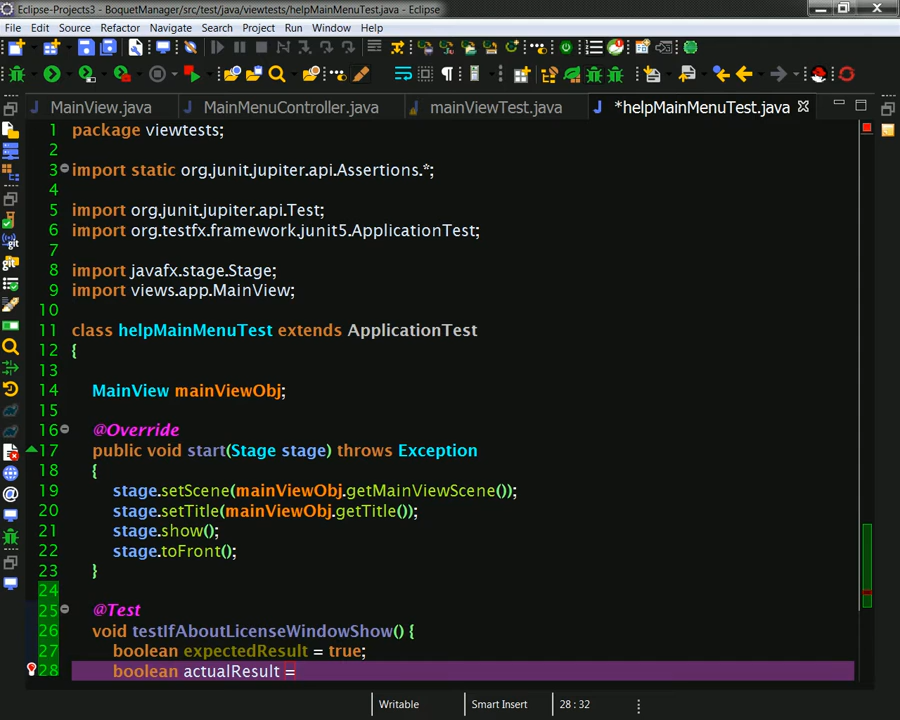 Eclipse-Projects3 - BoquetManager/src/test/java/viewtests/helpMainMenuTest.java - Eclipse
File Edit Source Refactor Navigate Search Project Run Window Help
MainView.java MainMenuController.java mainViewTest.java *helpMainMenuTest.java
1 package viewtests;
2
3 import static org.junit.jupiter.api.Assertions.*;
4
5 import org.junit.jupiter.api.Test;
6 import org.testfx.framework.junit5.ApplicationTest;
7
8 import javafx.stage.Stage;
9 import views.app.MainView;
10
11 class helpMainMenuTest extends ApplicationTest
12 {
13
14 MainView mainViewObj;
15
16 @Override
17 public void start(Stage stage) throws Exception
18 {
19 stage.setScene(mainViewObj.getMainViewScene());
20 stage.setTitle(mainViewObj.getTitle());
21 stage.show();
22 stage.toFront();
23 }
24
25 @Test
26 void testIfAboutLicenseWindowShow() {
27 boolean expectedResult = true;
28 boolean actualResult =
Writable Smart Insert 28 : 32